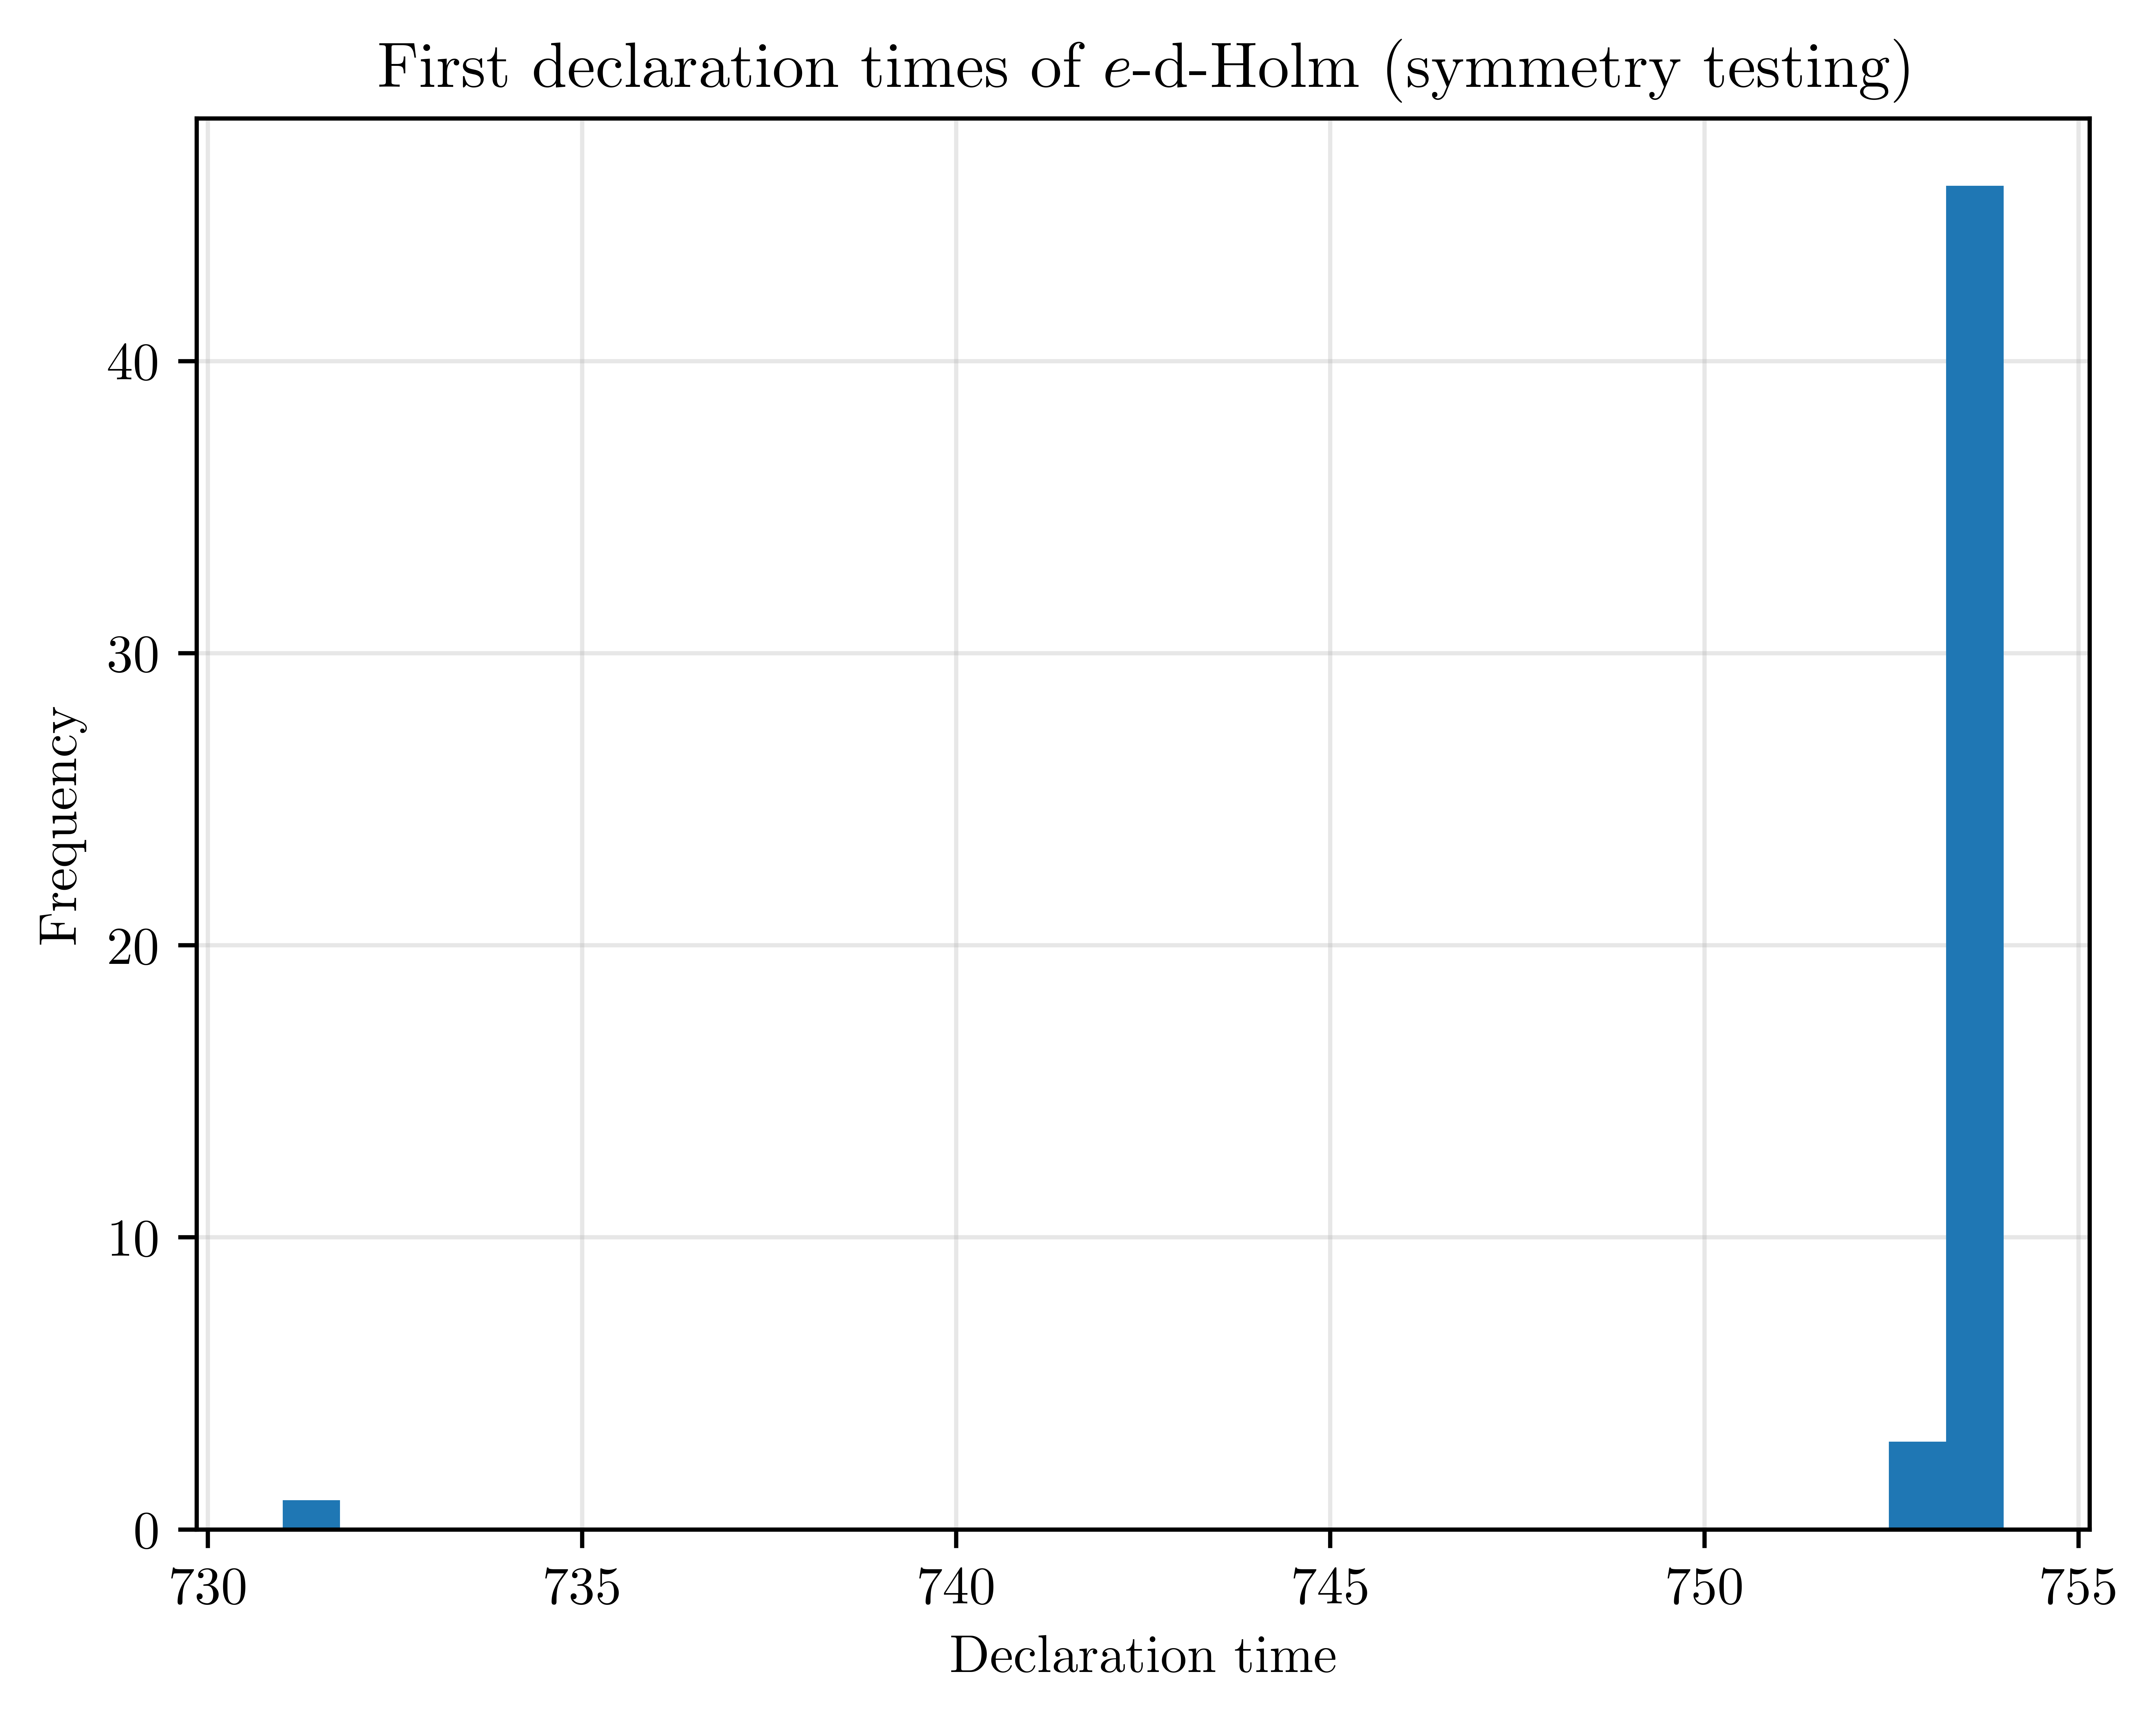 First declaration times of e-d-Holm (symmetry testing)
Frequency
40
30
20
10
0
730 735 740 745 750 755
Declaration time